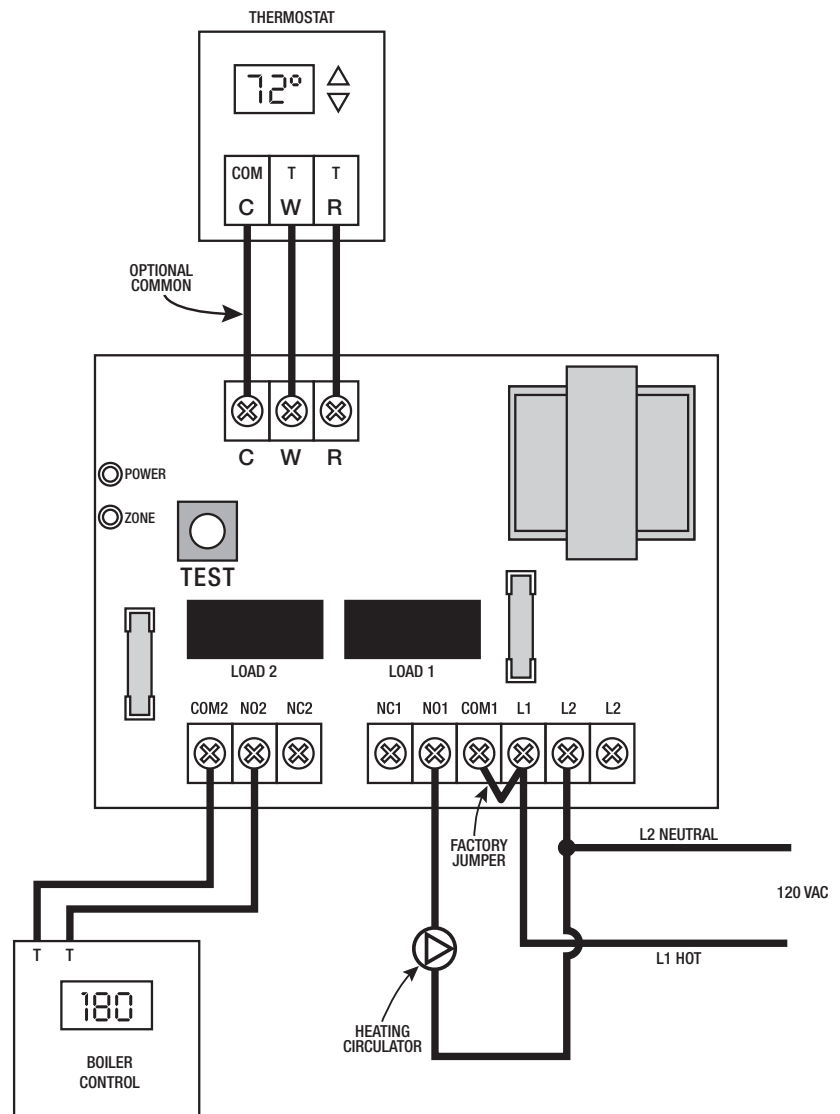 THERMOSTAT
72°
COM T T
C W R
OPTIONAL
COMMON
C W R
POWER
ZONE
TEST
LOAD 2 LOAD 1
COM2 NO2 NC2 NC1 NO1 COM1 L1 L2 L2
FACTORY
JUMPER
L2 NEUTRAL
120 VAC
L1 HOT
T T
180
HEATING
CIRCULATOR
BOILER
CONTROL